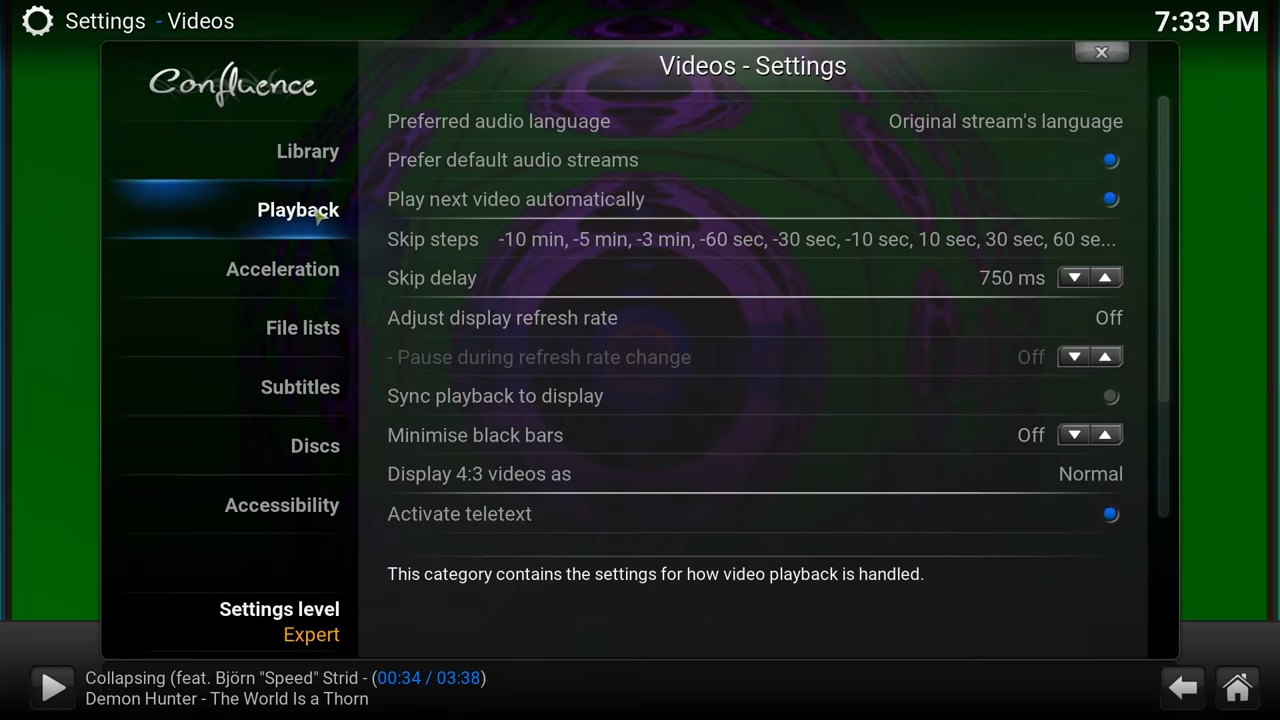 Settings - Videos
7:33 PM
Confluence
Library
Playback
Acceleration
File lists
Subtitles
Discs
Accessibility
Settings level
Expert
Videos - Settings
Preferred audio language Original stream's language
Prefer default audio streams
Play next video automatically
Skip steps -10 min, -5 min, -3 min, -60 sec, -30 sec, -10 sec, 10 sec, 30 sec, 60 se...
Skip delay 750 ms
Adjust display refresh rate Off
- Pause during refresh rate change Off
Sync playback to display
Minimise black bars Off
Display 4:3 videos as Normal
Activate teletext
This category contains the settings for how video playback is handled.
Collapsing (feat. Björn "Speed" Strid - (00:34 / 03:38)
Demon Hunter - The World Is a Thorn